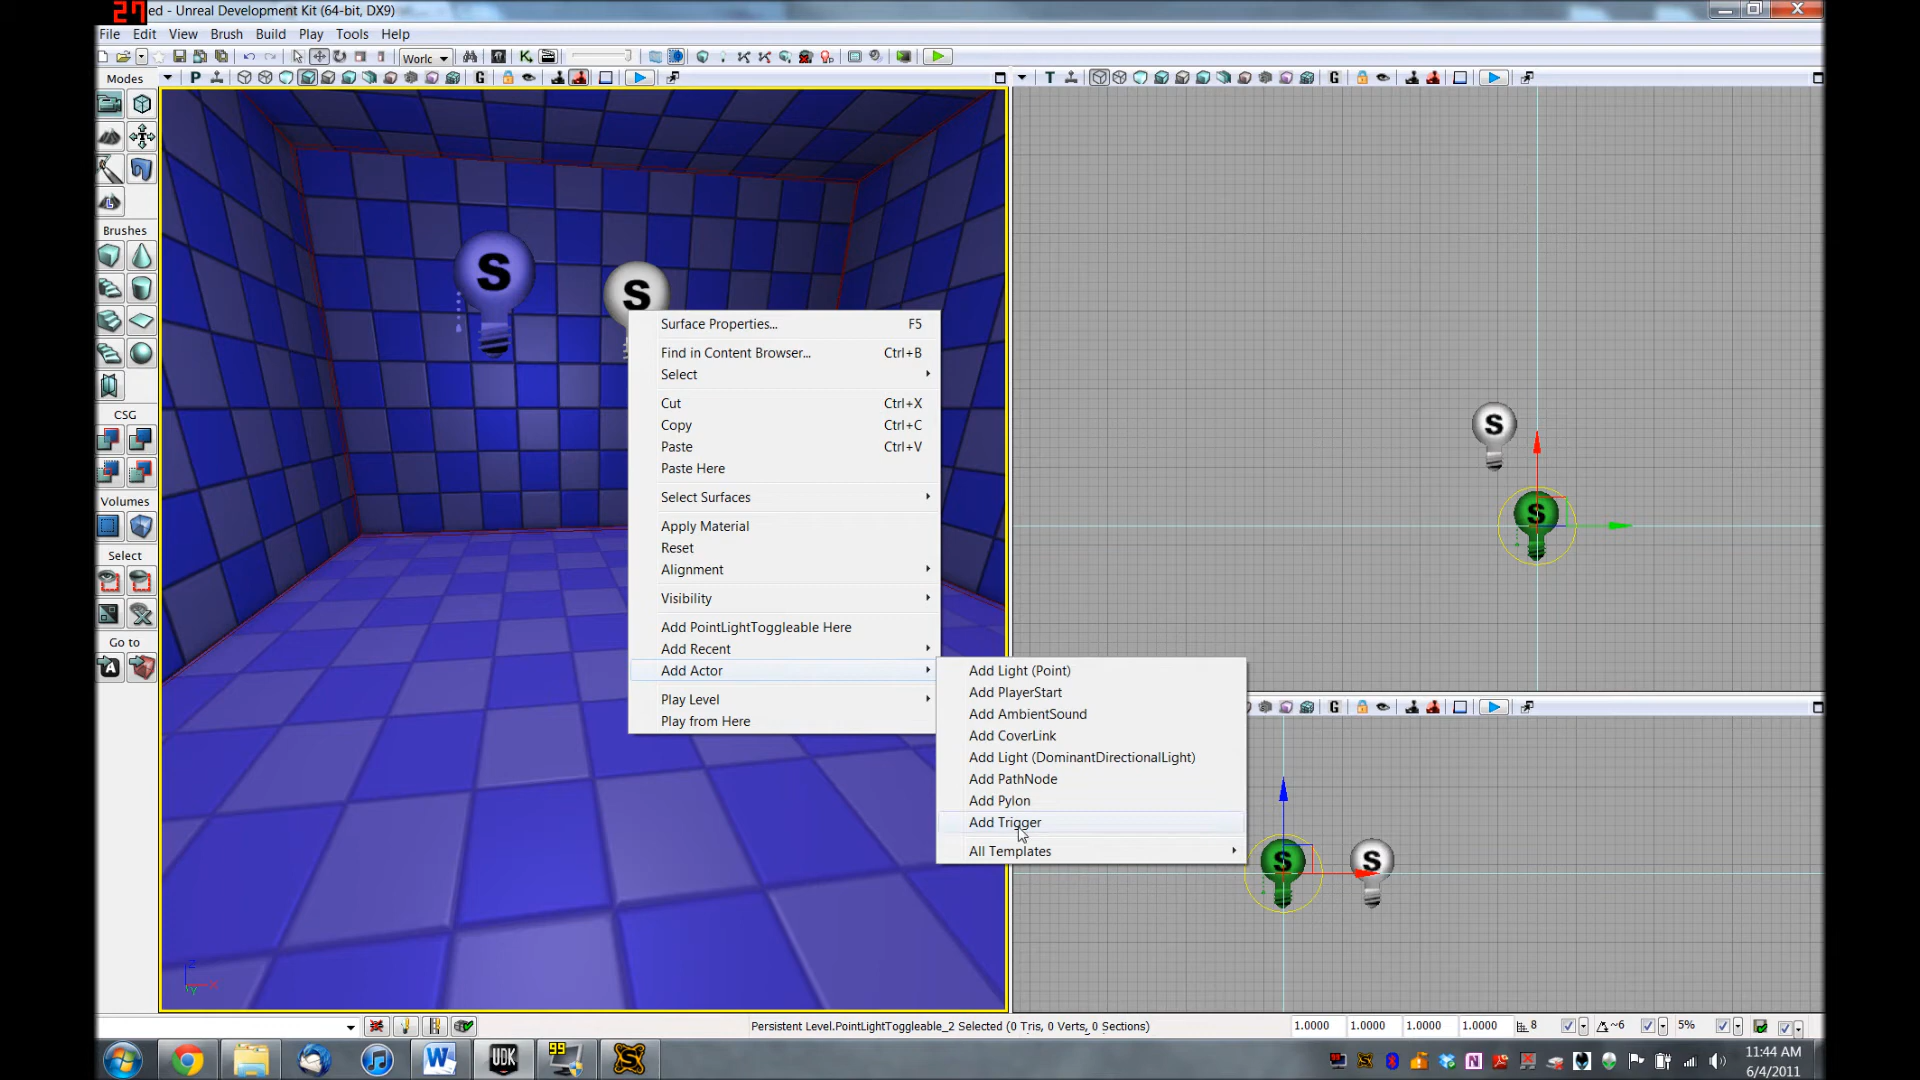 27 ed - Unreal Development Kit (64-bit, DX9)
File Edit View Brush Build Play Tools Help
World
Modes
P G T G
Brushes
CSG
Volumes
Select
Go to
S S
Surface Properties... F5
Find in Content Browser... Ctrl+B
Select
Cut Ctrl+X
Copy Ctrl+C
Paste Ctrl+V
Paste Here
Select Surfaces
Apply Material
Reset
Alignment
Visibility
Add PointLightToggleable Here
Add Recent
Add Actor
Play Level
Play from Here
Add Light (Point)
Add PlayerStart
Add AmbientSound
Add CoverLink
Add Light (DominantDirectionalLight)
Add PathNode
Add Pylon
Add Trigger
All Templates
S
S
G
S S
Z
X
Y
Persistent Level.PointLightToggleable_2 Selected (0 Tris, 0 Verts, 0 Sections) 1.0000 1.0000 1.0000 1.0000 8 ~6 5%
W UDK 99 N
11:44 AM
6/4/2011